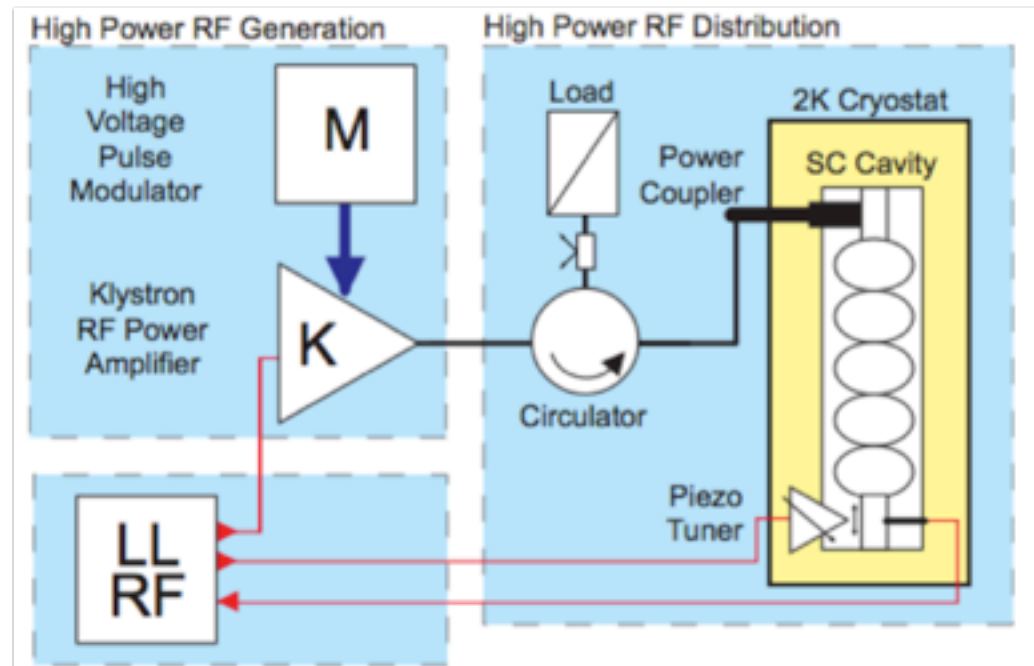 High Power RF Generation
High Power RF Distribution
High
Voltage
Pulse
Modulator
M
Load
2K Cryostat
Power
Coupler
SC Cavity
Klystron
RF Power
Amplifier
K
Circulator
Piezo
Tuner
LL
RF